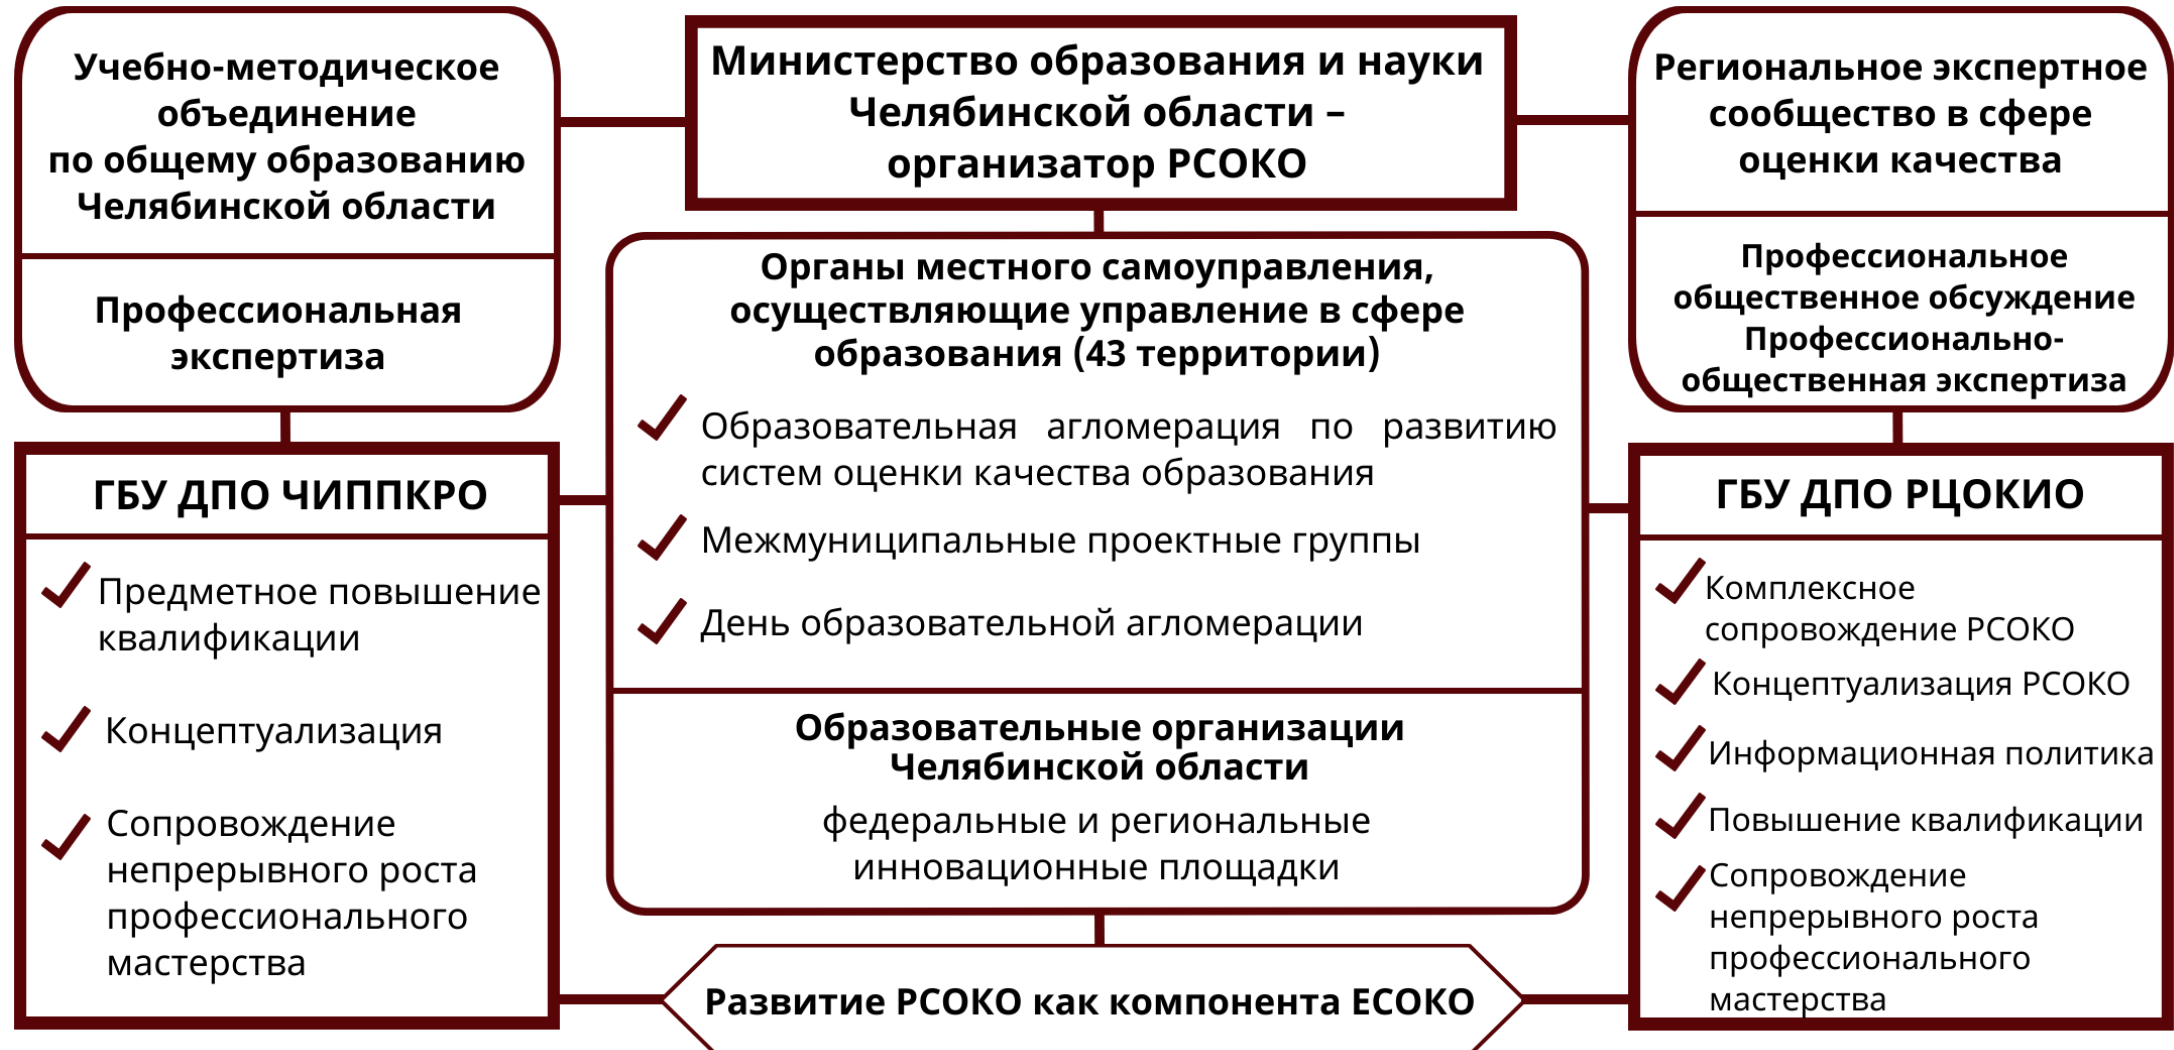 Учебно-методическое
объединение
по общему образованию
Челябинской области
Профессиональная
экспертиза
Министерство образования и науки
Челябинской области –
организатор РСОКО
Региональное экспертное
сообщество в сфере
оценки качества
Профессиональное
общественное обсуждение
Профессионально-
общественная экспертиза
Органы местного самоуправления,
осуществляющие управление в сфере
образования (43 территории)
Образовательная агломерация по развитию
систем оценки качества образования
Межмуниципальные проектные группы
День образовательной агломерации
Образовательные организации
Челябинской области
федеральные и региональные
инновационные площадки
ГБУ ДПО ЧИППКРО
Предметное повышение
квалификации
Концептуализация
Сопровождение
непрерывного роста
профессионального
мастерства
ГБУ ДПО РЦОКИО
Комплексное
сопровождение РСОКО
Концептуализация РСОКО
Информационная политика
Повышение квалификации
Сопровождение
непрерывного роста
профессионального
мастерства
Развитие РСОКО как компонента ЕСОКО